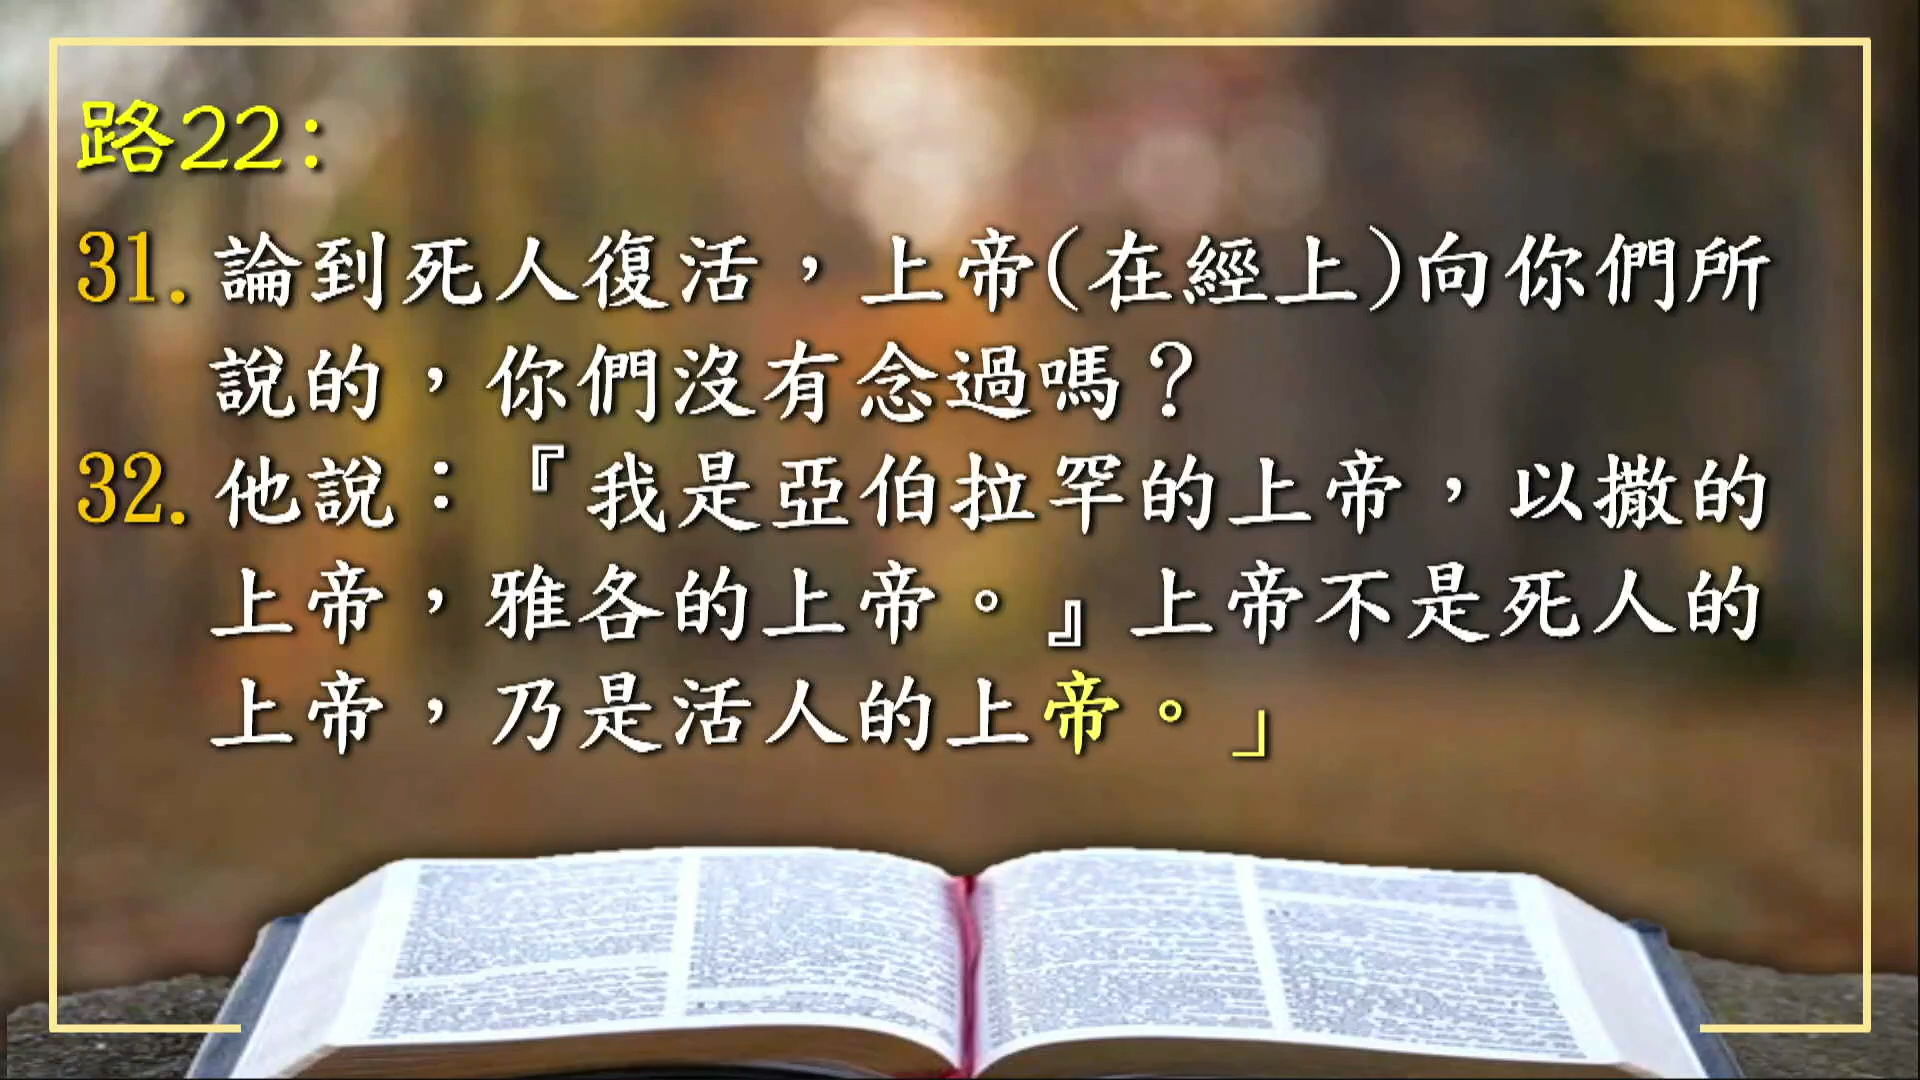 路22:
31. 論到死人復活，上帝(在經上)向你們所
說的，你們沒有念過嗎？
32. 他說：『我是亞伯拉罕的上帝，以撒的
上帝，雅各的上帝。』上帝不是死人的
上帝，乃是活人的上帝。」